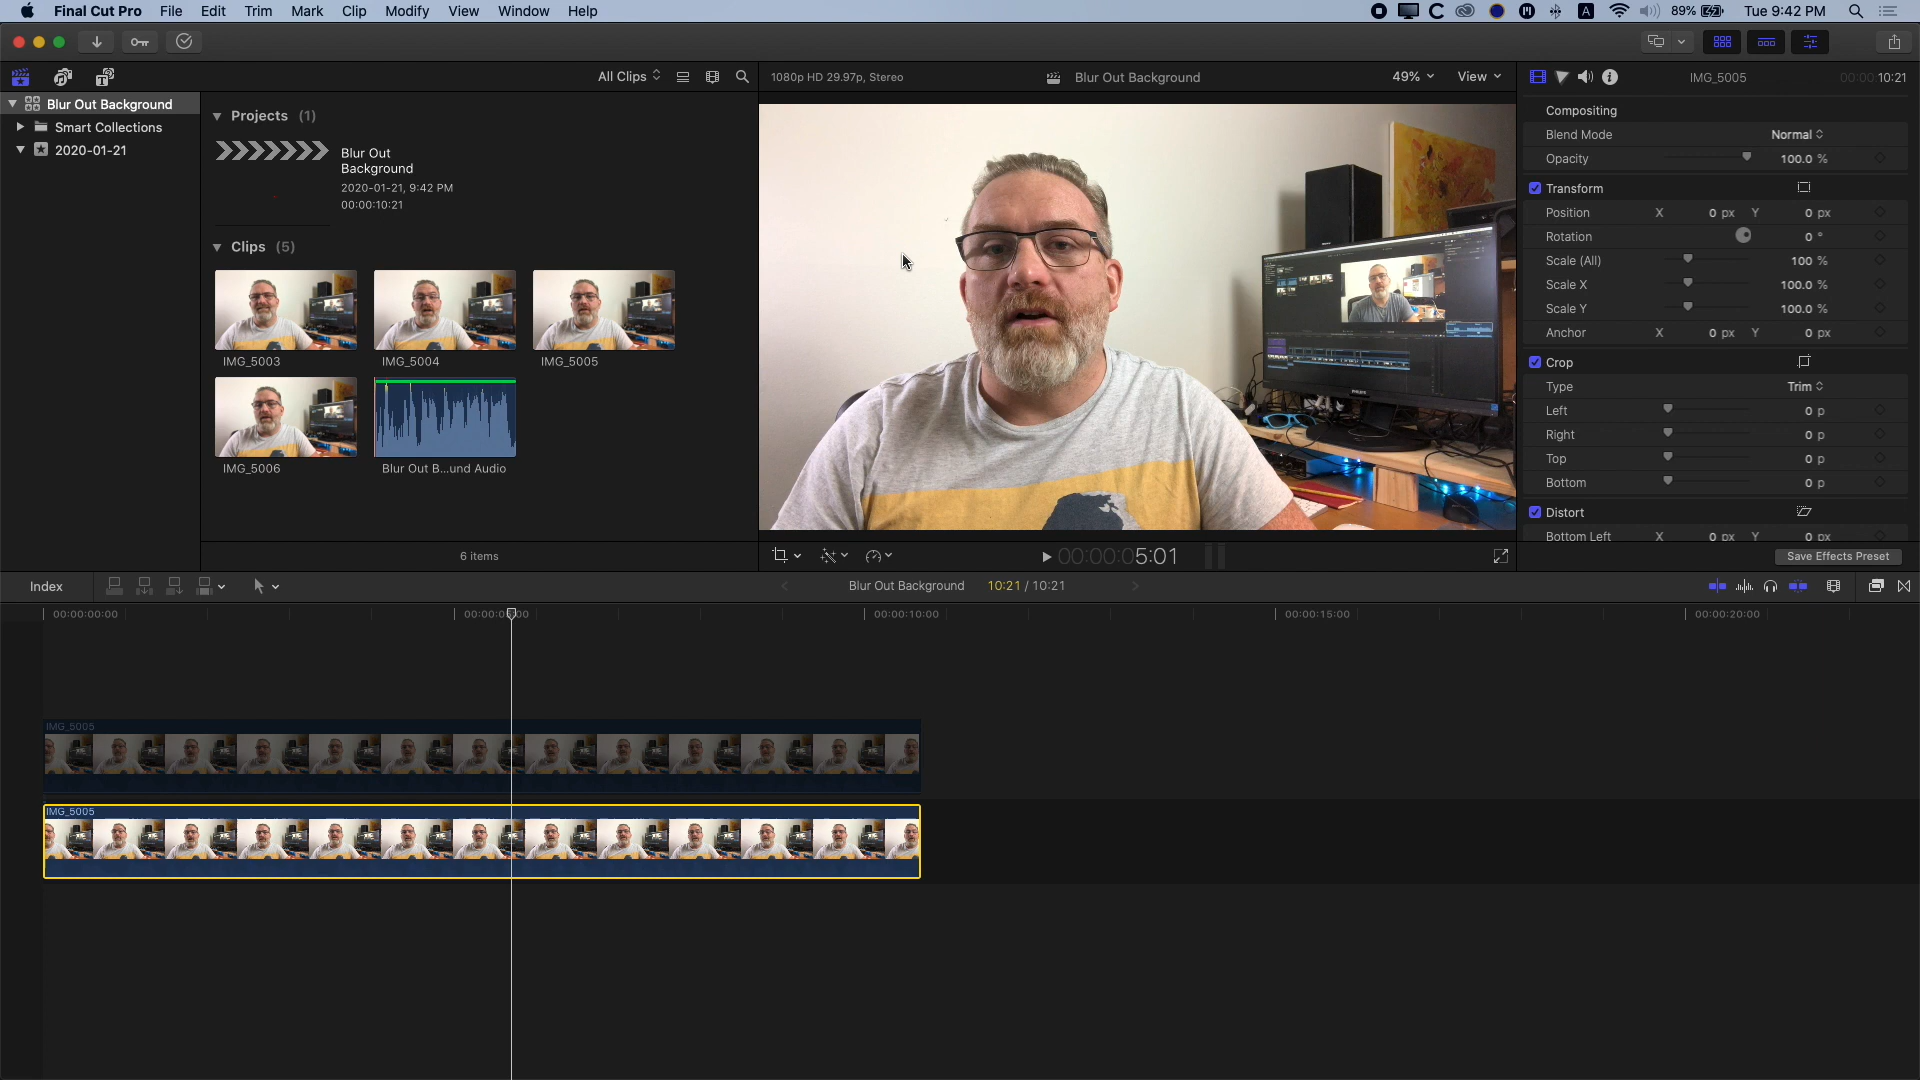 Final Cut Pro File Edit Trim Mark Clip Modify View Window Help
89% Tue 9:42 PM
All Clips
1080p HD 29.97p, Stereo
Blur Out Background
49%
View
IMG_5005
00:00:10:21
Blur Out Background
Smart Collections
2020-01-21
Projects (1)
Blur Out
Background
2020-01-21, 9:42 PM
00:00:10:21
Clips (5)
IMG_5003
IMG_5004
IMG_5005
IMG_5006
Blur Out B...und Audio
6 items
Compositing
Blend Mode Normal
Opacity 100.0 %
Transform
Position X 0 px Y 0 px
Rotation 0 °
Scale (All) 100 %
Scale X 100.0 %
Scale Y 100.0 %
Anchor X 0 px Y 0 px
Crop
Type Trim
Left 0 p
Right 0 p
Top 0 p
Bottom 0 p
Distort
Bottom Left X 0 px Y 0 px
Save Effects Preset
00:00:05:01
Index
Blur Out Background 10:21 / 10:21
00:00:00:00 00:00:05:00 00:00:10:00 00:00:15:00 00:00:20:00
IMG_5005
IMG_5005